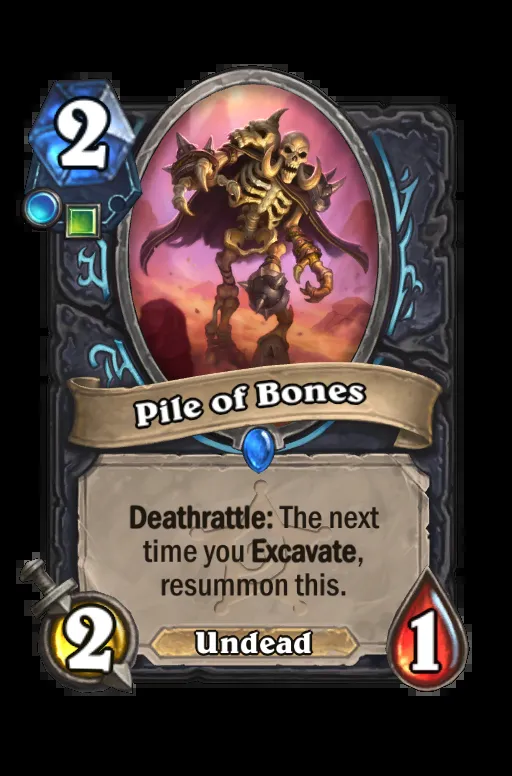 2
Pile of Bones
Deathrattle: The next
time you Excavate,
resummon this.
2
Undead
1